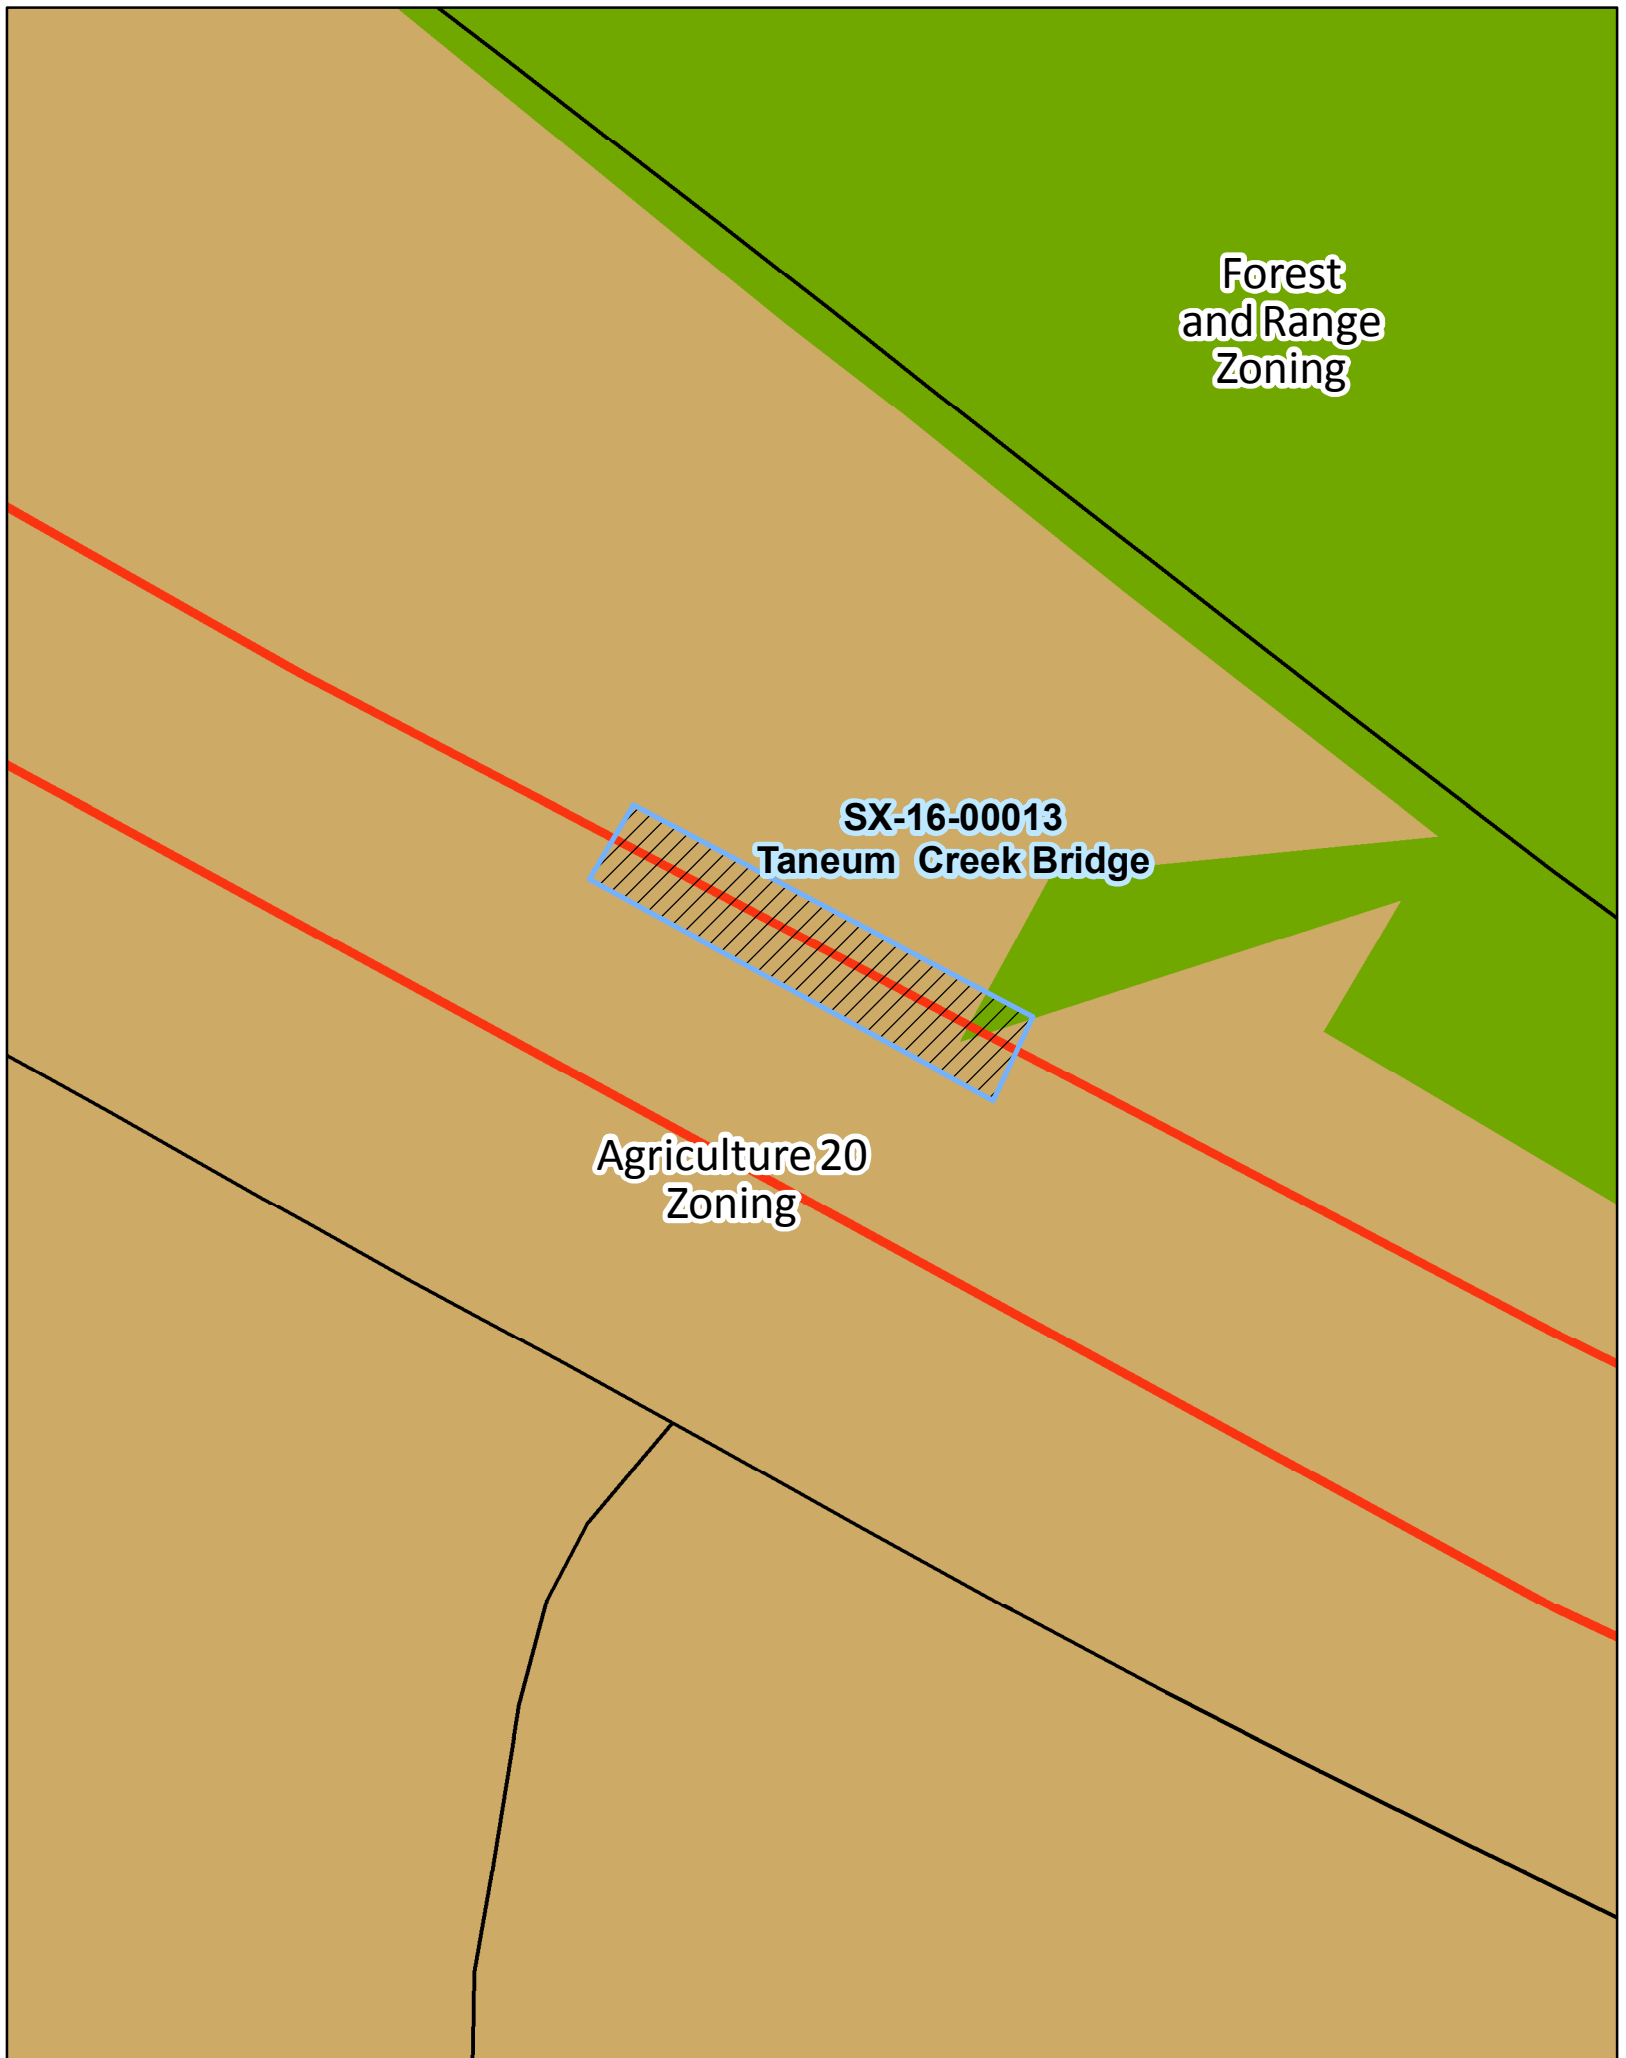 Forest
and Range
Zoning
SX-16-00013
Taneum Creek Bridge
Agriculture 20
Zoning